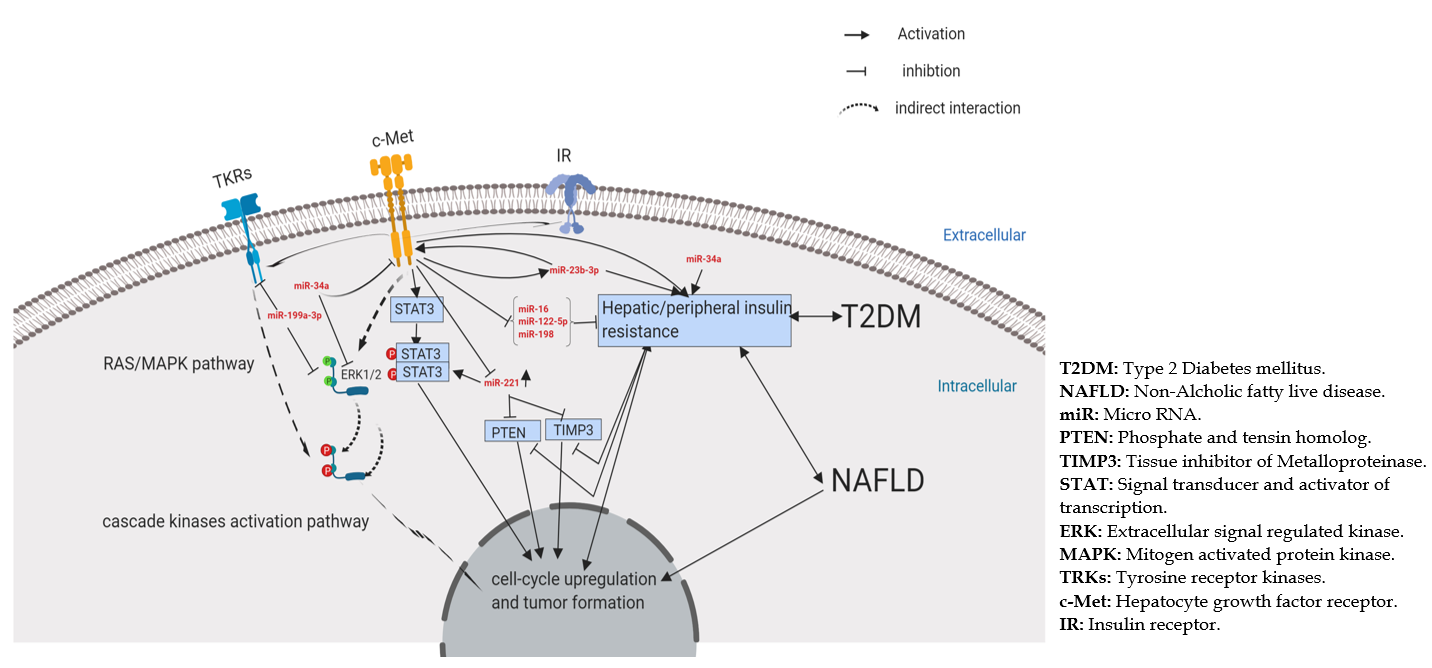 Activation
inhibtion
indirect interaction
c-Met
IR
TKRs
Extracellular
miR-34a
miR-23b-3p
miR-34a
miR-199a-3p
STAT3
miR-16
miR-122-5p
miR-198
Hepatic/peripheral insulin
resistance
T2DM
RAS/MAPK pathway
P
P
ERK1/2
P
STAT3
P
STAT3
miR-221
Intracellular
PTEN
TIMP3
P
P
NAFLD
cascade kinases activation pathway
cell-cycle upregulation
and tumor formation
T2DM: Type 2 Diabetes mellitus.
NAFLD: Non-Alcholic fatty live disease.
miR: Micro RNA.
PTEN: Phosphate and tensin homolog.
TIMP3: Tissue inhibitor of Metalloproteinase.
STAT: Signal transducer and activator of
transcription.
ERK: Extracellular signal regulated kinase.
MAPK: Mitogen activated protein kinase.
TRKs: Tyrosine receptor kinases.
c-Met: Hepatocyte growth factor receptor.
IR: Insulin receptor.